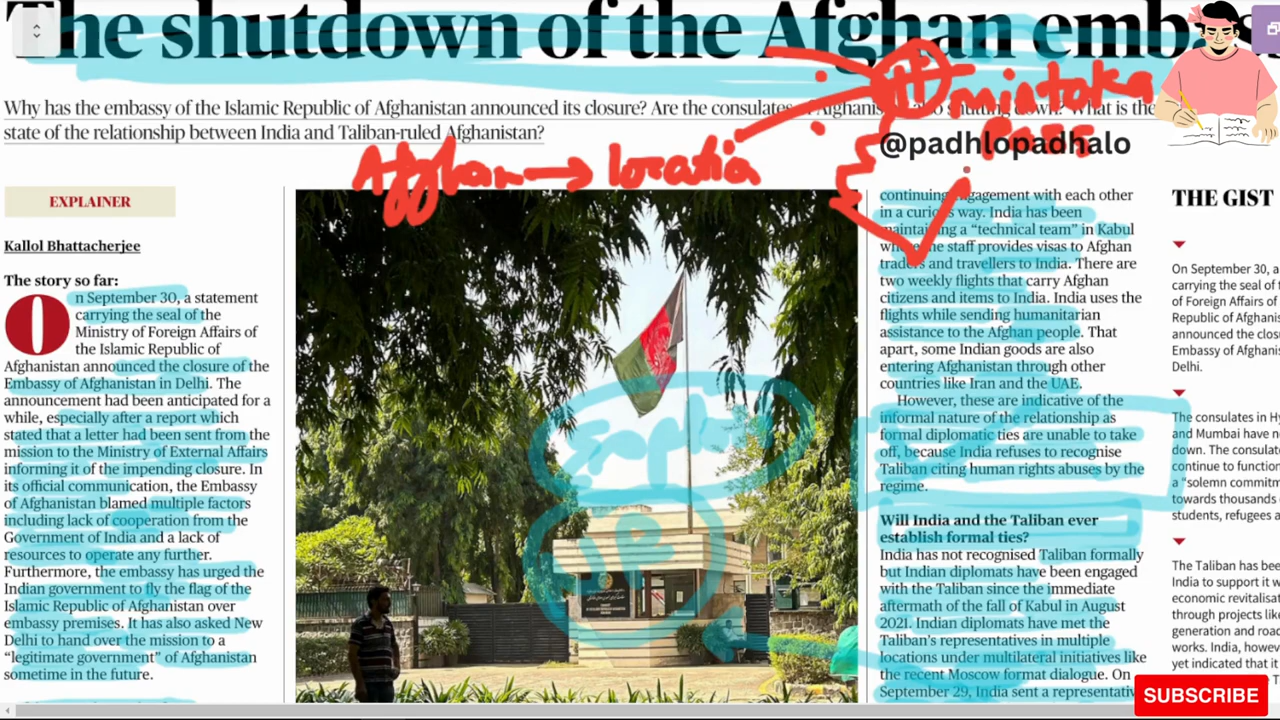 The shutdown of the Afghan embas
Why has the embassy of the Islamic Republic of Afghanistan announced its closure? Are the consulates of Afghanis also shutting down? What is the
state of the relationship between India and Taliban-ruled Afghanistan?
@padhlopadhalo
Afghan → location
EXPLAINER
Kallol Bhattacherjee
The story so far:
On September 30, a statement
carrying the seal of the
Ministry of Foreign Affairs of
the Islamic Republic of
Afghanistan announced the closure of the
Embassy of Afghanistan in Delhi. The
announcement had been anticipated for a
while, especially after a report which
stated that a letter had been sent from the
mission to the Ministry of External Affairs
informing it of the impending closure. In
its official communication, the Embassy
of Afghanistan blamed multiple factors
including lack of cooperation from the
Government of India and a lack of
resources to operate any further.
Furthermore, the embassy has urged the
Indian government to fly the flag of the
Islamic Republic of Afghanistan over
embassy premises. It has also asked New
Delhi to hand over the mission to a
“legitimate government” of Afghanistan
sometime in the future.
continuing engagement with each other
in a curious way. India has been
maintaining a “technical team” in Kabul
where the staff provides visas to Afghan
traders and travellers to India. There are
two weekly flights that carry Afghan
citizens and items to India. India uses the
flights while sending humanitarian
assistance to the Afghan people. That
apart, some Indian goods are also
entering Afghanistan through other
countries like Iran and the UAE.
However, these are indicative of the
informal nature of the relationship as
formal diplomatic ties are unable to take
off, because India refuses to recognise
Taliban citing human rights abuses by the
regime.
Will India and the Taliban ever
establish formal ties?
India has not recognised Taliban formally
but Indian diplomats have been engaged
with the Taliban since the immediate
aftermath of the fall of Kabul in August
2021. Indian diplomats have met the
Taliban's representatives in multiple
locations under multilateral initiatives like
the recent Moscow format dialogue. On
September 29, India sent a representativ
THE GIST
On September 30, a
carrying the seal of t
of Foreign Affairs of
Republic of Afghanis
announced the clos
Embassy of Afghanis
Delhi.
The consulates in Hy
and Mumbai have n
down. The consulat
continue to function
a “solemn commitm
towards thousands
students, refugees a
The Taliban has bee
India to support it w
economic revitalisat
through projects like
generation and road
works. India, howev
yet indicated that it
SUBSCRIBE